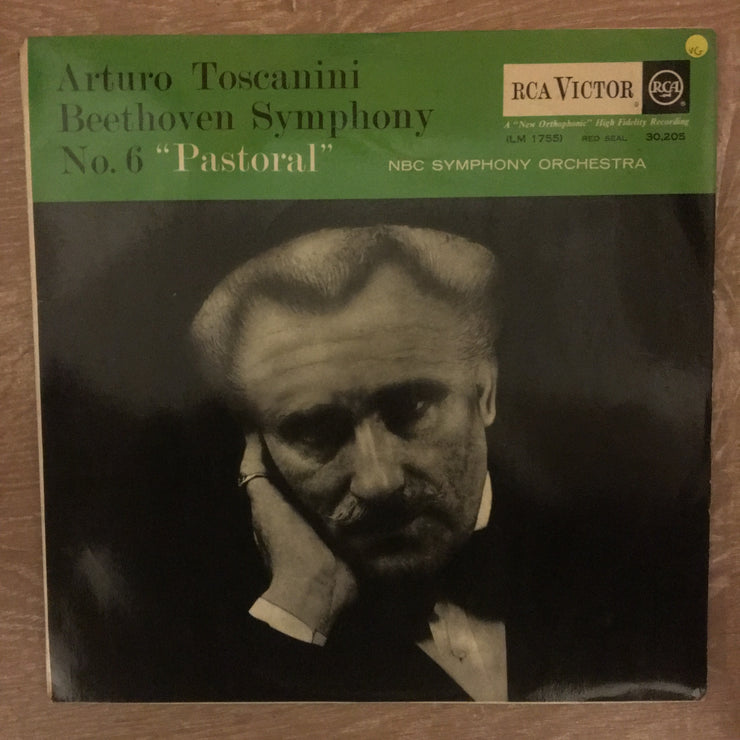 Arturo Toscanini
Beethoven Symphony
No. 6 "Pastoral"
NBC SYMPHONY ORCHESTRA
RCA VICTOR
RCA
A "New Orthophonic" High Fidelity Recording
(LM 1755) RED SEAL 30,205
VG